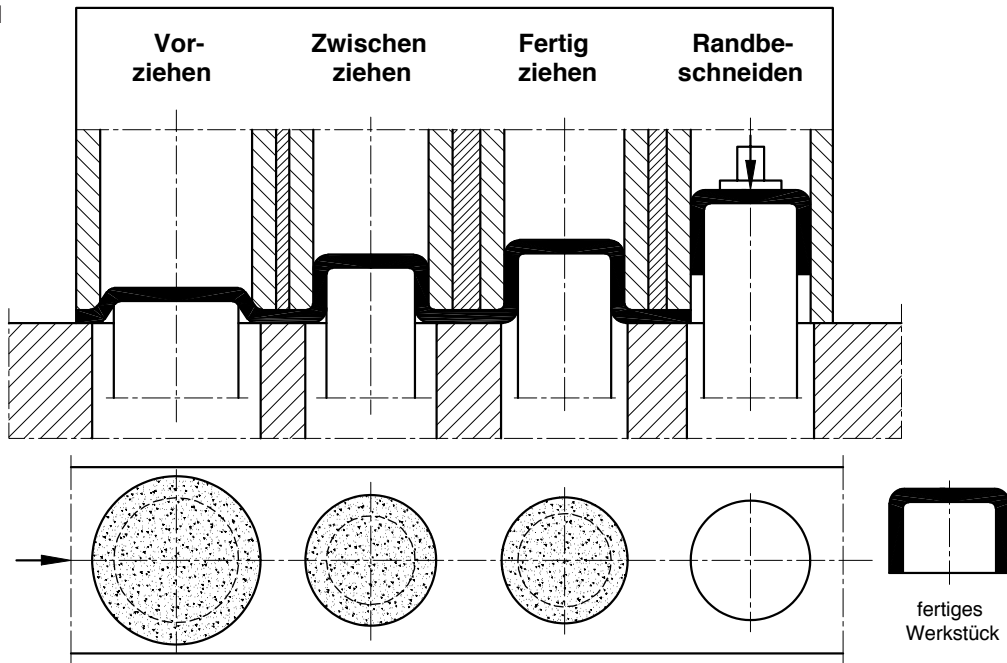 Vor-
ziehen
Zwischen
ziehen
Fertig
ziehen
Randbe-
schneiden
fertiges
Werkstück